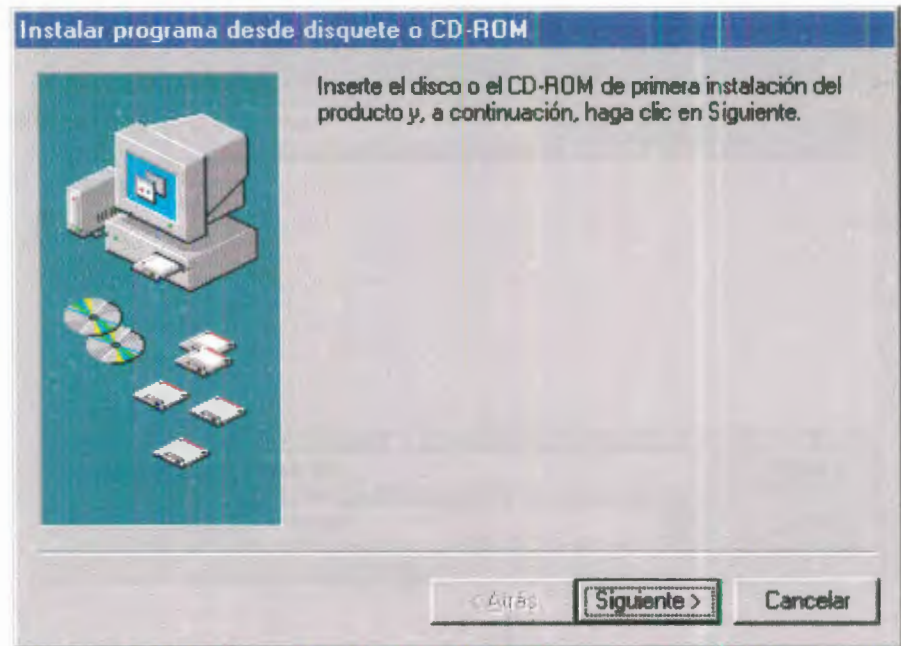 Instalar programa desde disquete o CD-ROM
Inserte el disco o el CD-ROM de primera instalación del
producto y, a continuación, haga clic en Siguiente.
< Atrás
Siguiente >
Cancelar